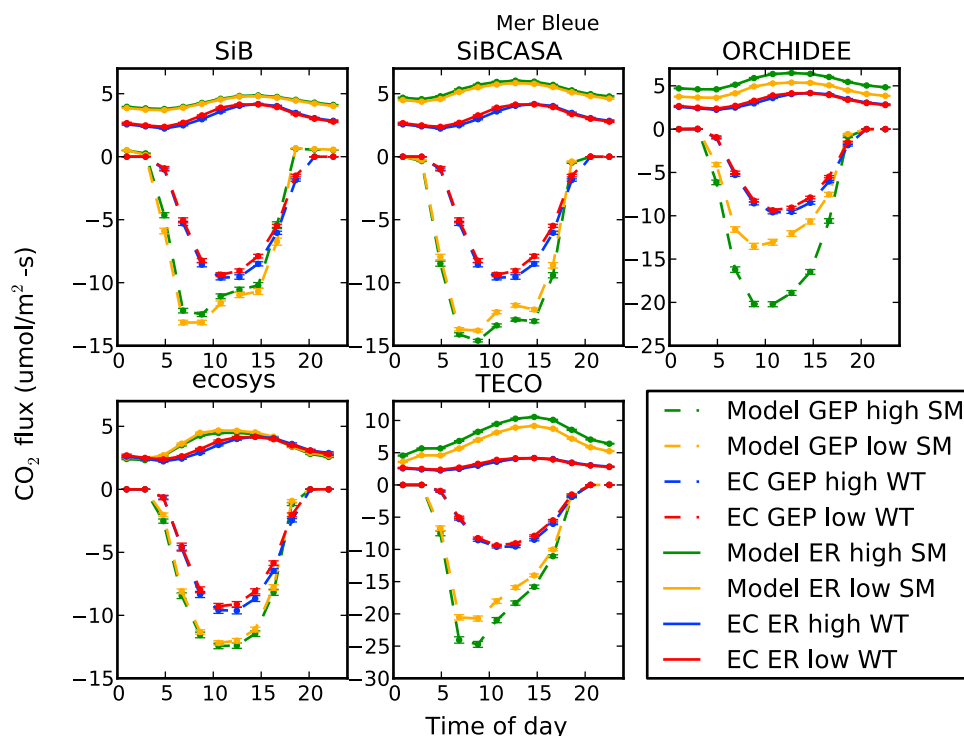 Mer Bleue
SiB
SiBCASA
ORCHIDEE
5
0
−5
−10
−15
0 5 10 15 20
5
0
−5
−10
−15
0 5 10 15 20
5
0
−5
−10
−15
−20
−25
0 5 10 15 20
ecosys
TECO
5
0
−5
−10
−15
0 5 10 15 20
10
5
0
−5
−10
−15
−20
−25
−30
0 5 10 15 20
CO₂ flux (umol/m² -s)
Time of day
Model GEP high SM
Model GEP low SM
EC GEP high WT
EC GEP low WT
Model ER high SM
Model ER low SM
EC ER high WT
EC ER low WT